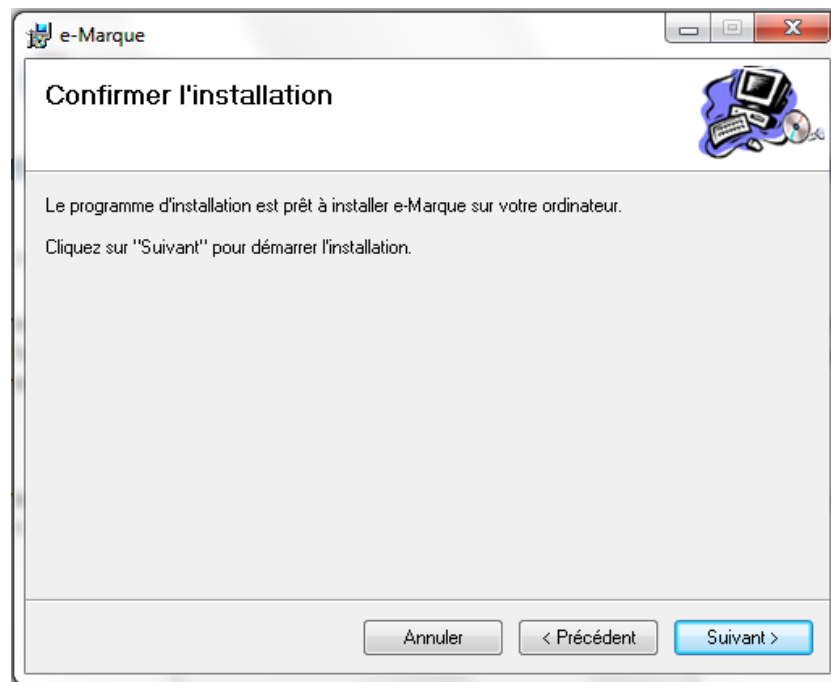 e-Marque
Confirmer l'installation
Le programme d'installation est prêt à installer e-Marque sur votre ordinateur.
Cliquez sur "Suivant" pour démarrer l'installation.
Annuler
< Précédent
Suivant >